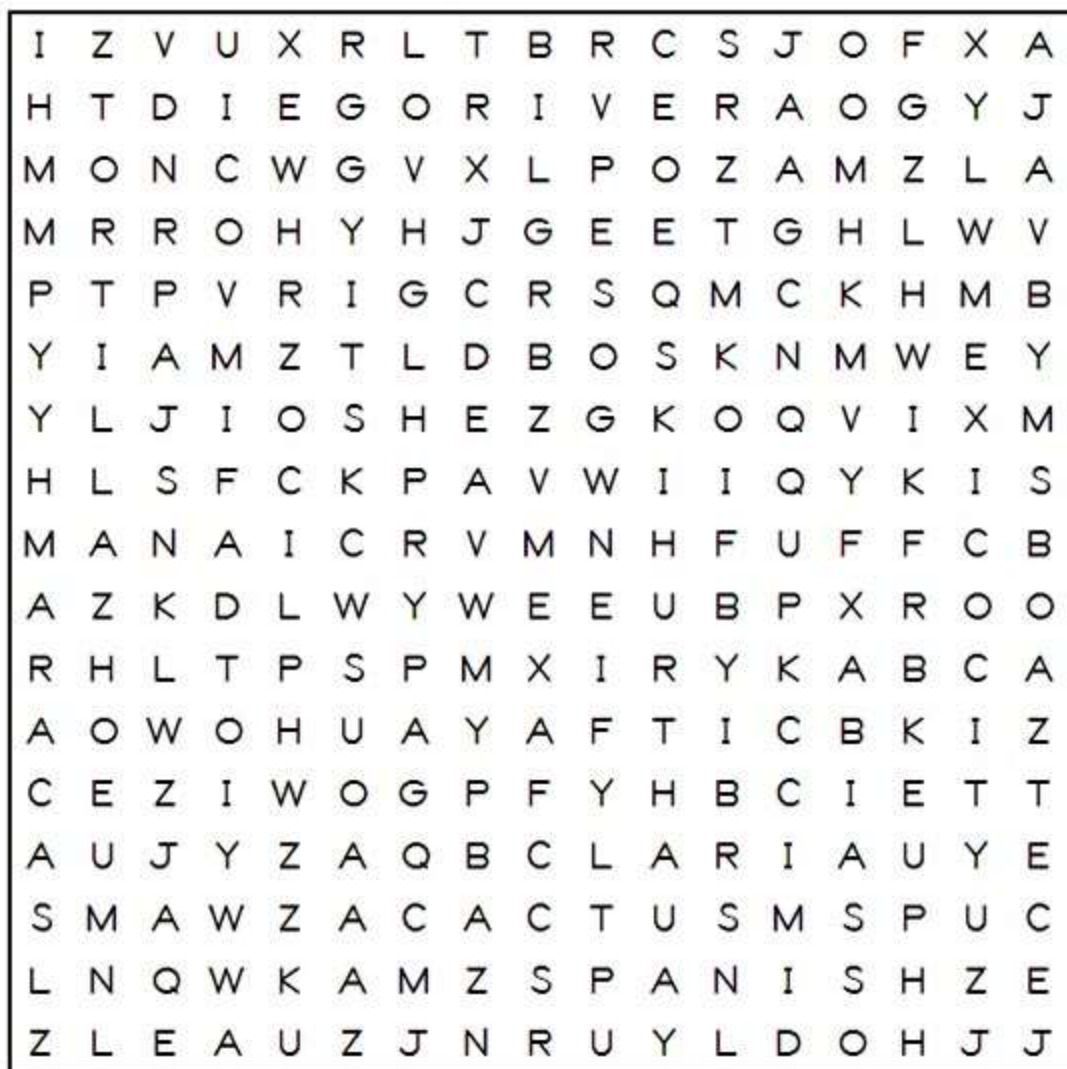 I Z V U X R L T B R C S J O F X A
H T D I E G O R I V E R A O G Y J
M O N C W G V X L P O Z A M Z L A
M R R O H Y H J G E E T G H L W V
P T P V R I G C R S Q M C K H M B
Y I A M Z T L D B O S K N M W E Y
Y L J I O S H E Z G K O Q V I X M
H L S F C K P A V W I I Q Y K I S
M A N A I C R V M N H F U F F C B
A Z K D L W Y W E E U B P X R O O
R H L T P S P M X I R Y K A B C A
A O W O H U A Y A F T I C B K I Z
C E Z I W O G P F Y H B C I E T T
A U J Y Z A Q B C L A R I A U Y E
S M A W Z A C A C T U S M S P U C
L N Q W K A M Z S P A N I S H Z E
Z L E A U Z J N R U Y L D O H J J